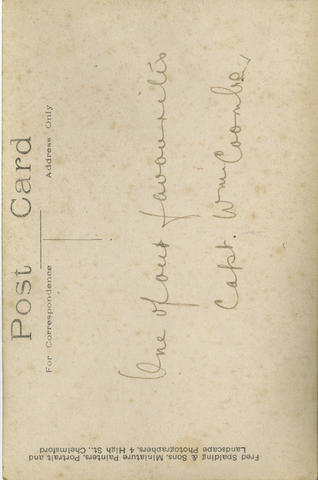 Post Card
For Correspondence
Address Only
One of our favourites
Capt. Wm Coombes
Fred Spalding & Sons, Miniature Painters, Portrait and
Landscape Photographers, 4 High St., Chelmsford